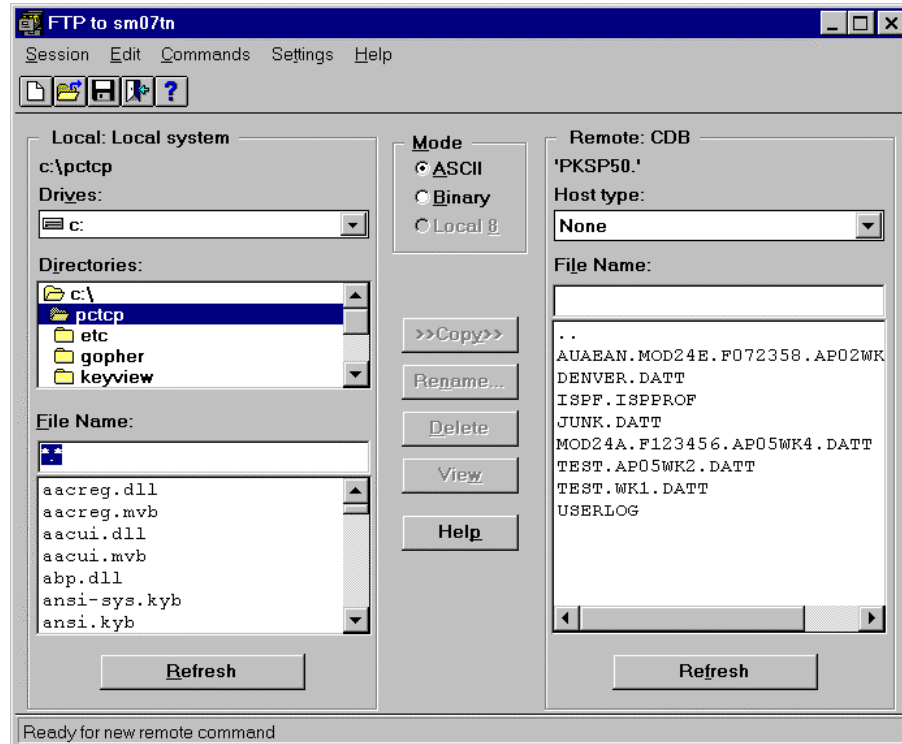 FTP to sm07tn
Session Edit Commands Settings Help
Local: Local system
c:\pctcp
Drives:
c:
Directories:
c:\
pctcp
etc
gopher
keyview
File Name:
*.*
aacreg.dll
aacreg.mvb
aacui.dll
aacui.mvb
abp.dll
ansi-sys.kyb
ansi.kyb
Refresh
Mode
ASCII
Binary
Local 8
>>Copy>>
Rename...
Delete
View
Help
Remote: CDB
'PKSP50.'
Host type:
None
File Name:
..
AUAEAN.MOD24E.F072358.AP02WK
DENVER.DATT
ISPF.ISPPROF
JUNK.DATT
MOD24A.F123456.AP05WK4.DATT
TEST.AP05WK2.DATT
TEST.WK1.DATT
USERLOG
Refresh
Ready for new remote command